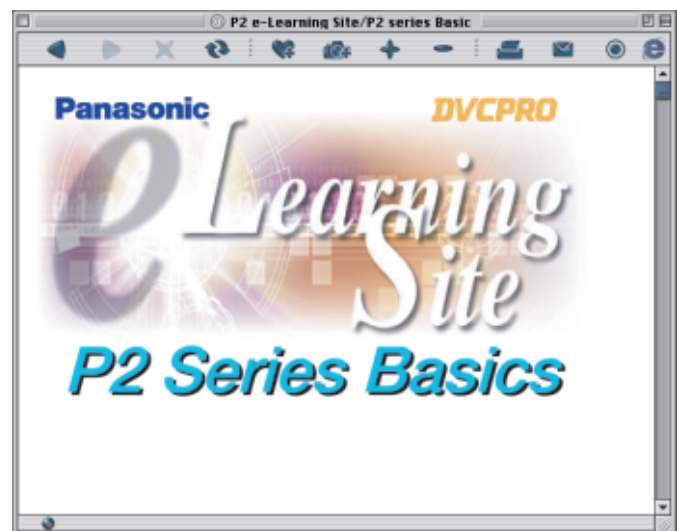 P2 e-Learning Site/P2 series Basic
Panasonic DVCPRO
e Learning
Site
P2 Series Basics